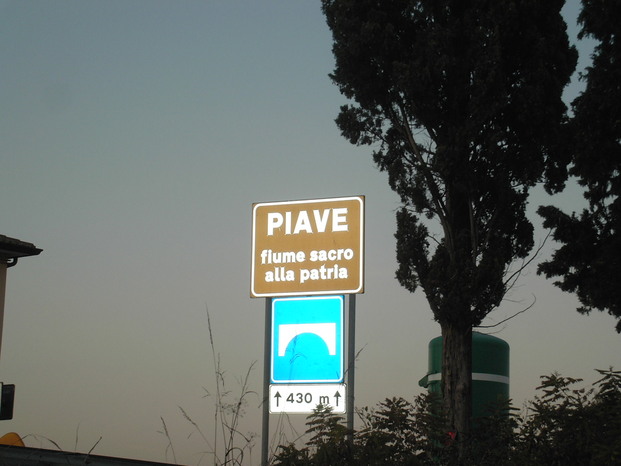 PIAVE
fiume sacro
alla patria
↑ 430 m ↑